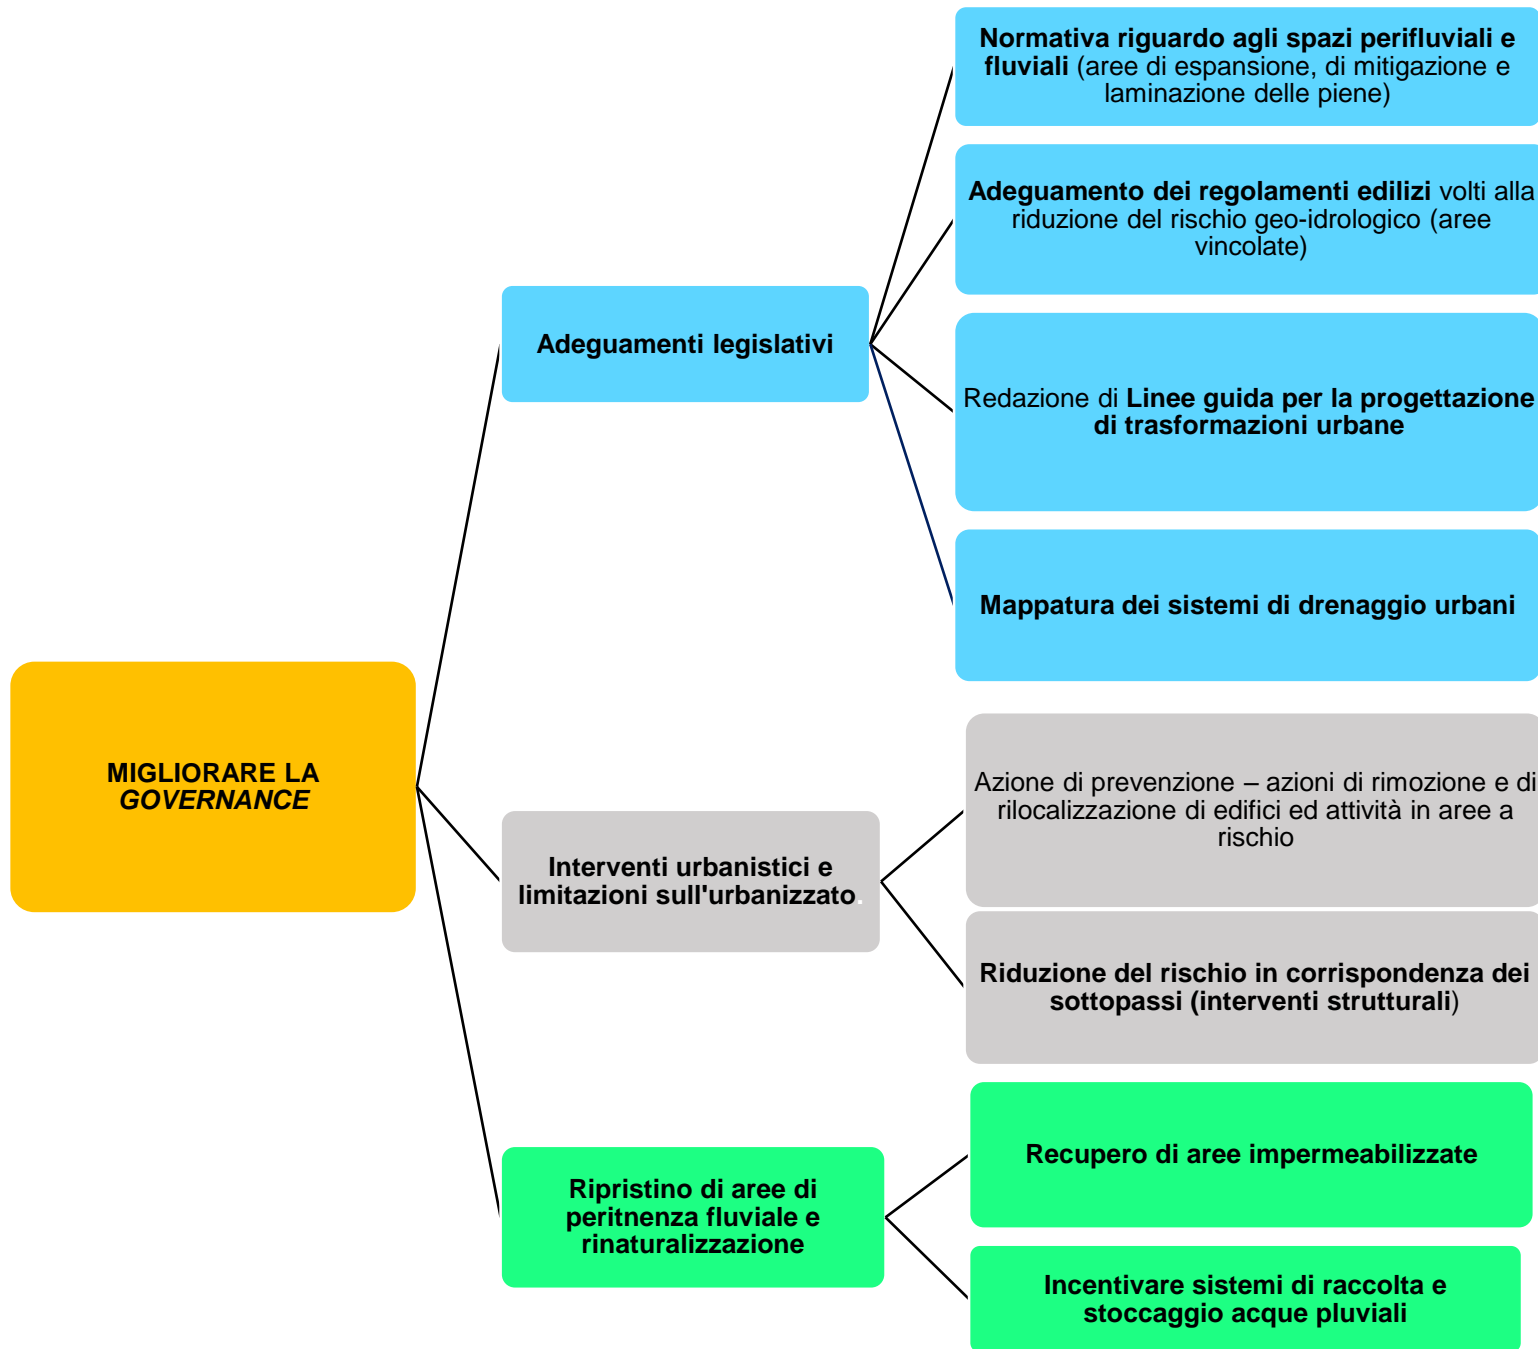 Normativa riguardo agli spazi perifluviali e
fluviali (aree di espansione, di mitigazione e
laminazione delle piene)
Adeguamento dei regolamenti edilizi volti alla
riduzione del rischio geo-idrologico (aree
vincolate)
Adeguamenti legislativi
Redazione di Linee guida per la progettazione
di trasformazioni urbane
Mappatura dei sistemi di drenaggio urbani
MIGLIORARE LA
GOVERNANCE
Azione di prevenzione – azioni di rimozione e di
rilocalizzazione di edifici ed attività in aree a
rischio
Interventi urbanistici e
limitazioni sull'urbanizzato.
Riduzione del rischio in corrispondenza dei
sottopassi (interventi strutturali)
Recupero di aree impermeabilizzate
Ripristino di aree di
peritnenza fluviale e
rinaturalizzazione
Incentivare sistemi di raccolta e
stoccaggio acque pluviali